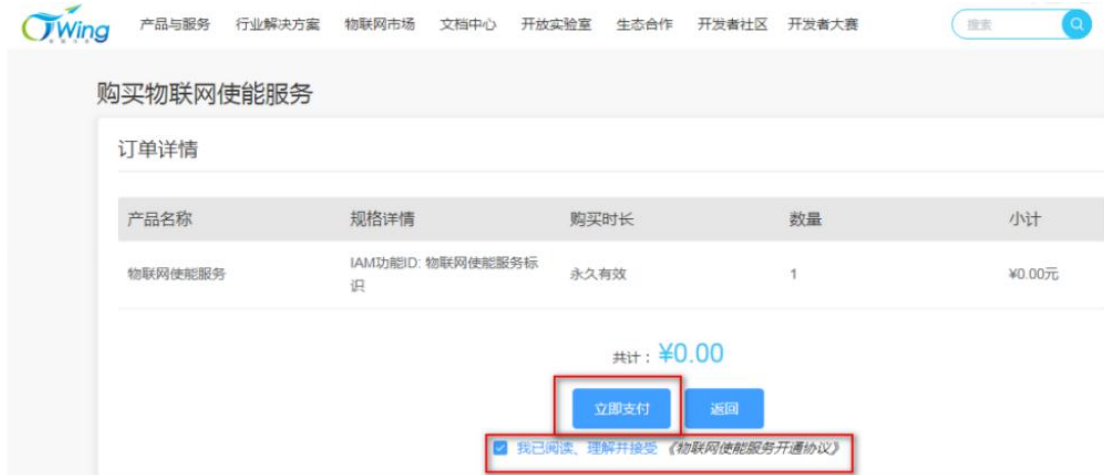 CTWing
产品与服务 行业解决方案 物联网市场 文档中心 开放实验室 生态合作 开发者社区 开发者大赛 搜索
购买物联网使能服务
订单详情
产品名称 规格详情 购买时长 数量 小计
物联网使能服务 IAM功能ID: 物联网使能服务标 永久有效 1 ¥0.00元
识
共计：¥0.00
立即支付 返回
我已阅读、理解并接受 《物联网使能服务开通协议》